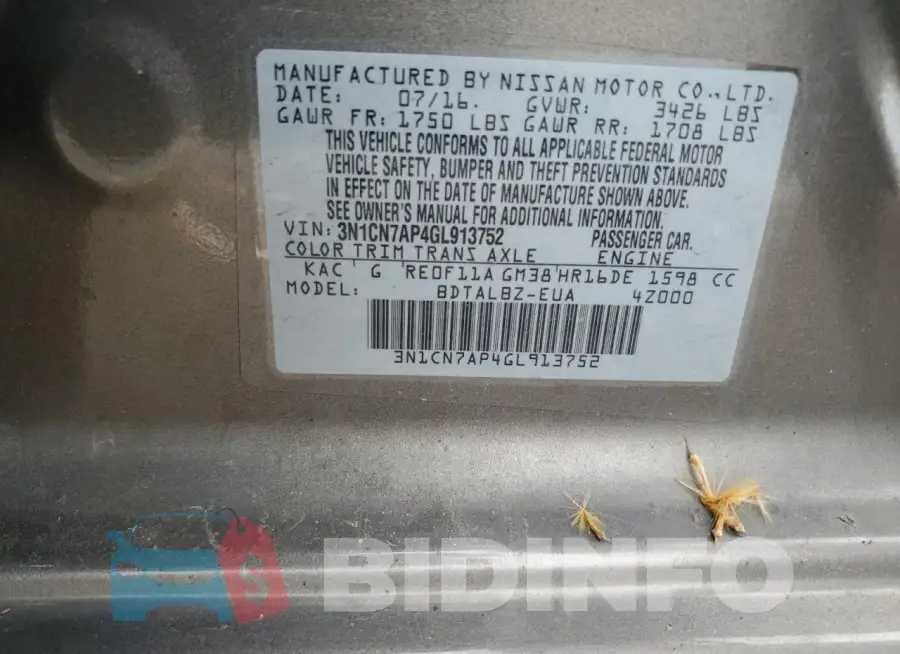 MANUFACTURED BY NISSAN MOTOR CO., LTD.
DATE: 07/16. GVWR: 3426 LBS
GAWR FR: 1750 LBS GAWR RR: 1708 LBS
THIS VEHICLE CONFORMS TO ALL APPLICABLE FEDERAL MOTOR
VEHICLE SAFETY, BUMPER AND THEFT PREVENTION STANDARDS
IN EFFECT ON THE DATE OF MANUFACTURE SHOWN ABOVE.
SEE OWNER'S MANUAL FOR ADDITIONAL INFORMATION.
VIN: 3N1CN7AP4GL913752 PASSENGER CAR.
COLOR TRIM TRANS AXLE ENGINE
KAC G RE0F11A GM38 HR16DE 1598 CC
MODEL: BDTALBZ-EUA 4Z000
3N1CN7AP4GL913752
$ BIDINFO